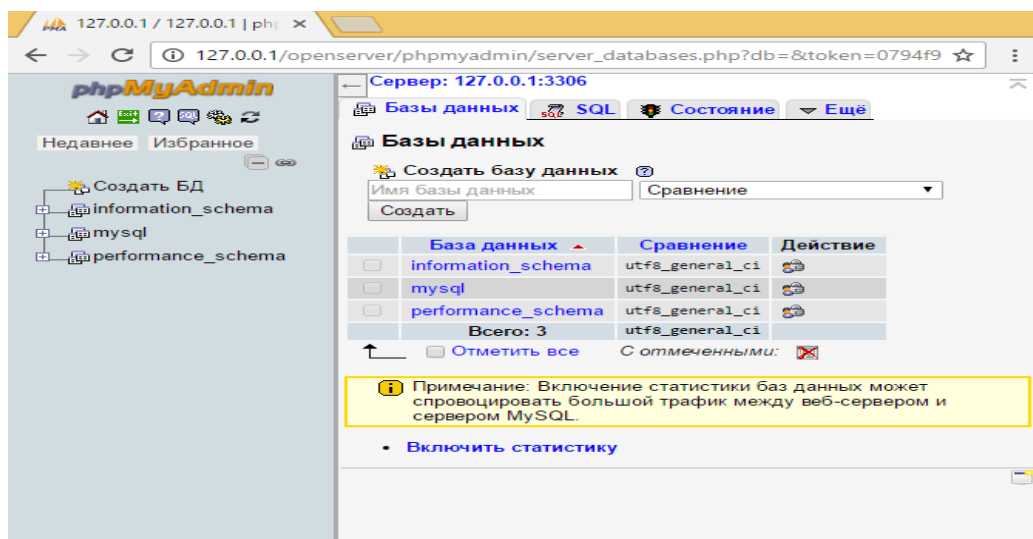 127.0.0.1 / 127.0.0.1 | php
127.0.0.1/openserver/phpmyadmin/server_databases.php?db=&token=0794f9
phpMyAdmin
Недавнее Избранное
Создать БД
information_schema
mysql
performance_schema
Сервер: 127.0.0.1:3306
Базы данных SQL Состояние Ещё
Базы данных
Создать базу данных
Имя базы данных Сравнение
Создать
База данных Сравнение Действие
information_schema utf8_general_ci
mysql utf8_general_ci
performance_schema utf8_general_ci
Всего: 3 utf8_general_ci
Отметить все С отмеченными:
Примечание: Включение статистики баз данных может
спровоцировать большой трафик между веб-сервером и
сервером MySQL.
• Включить статистику